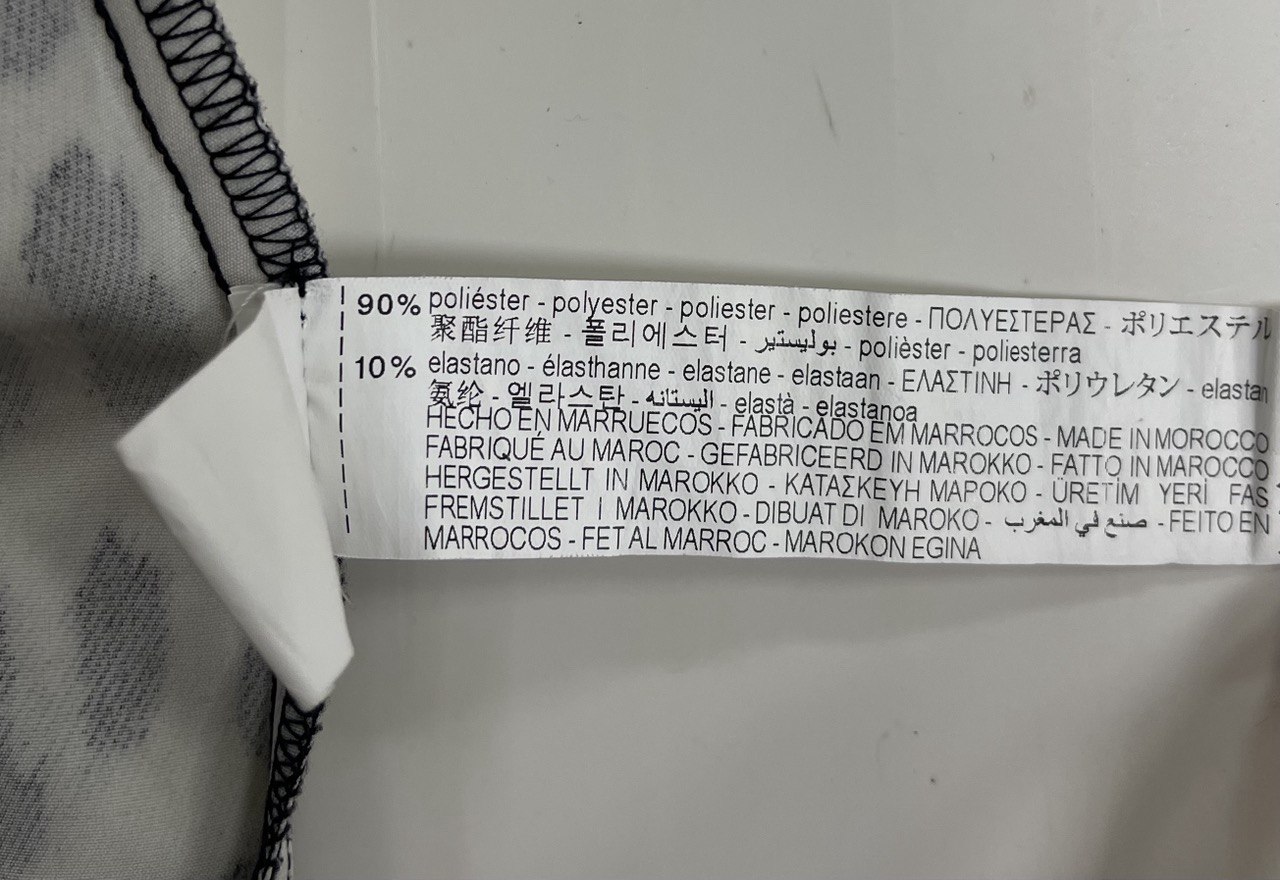 90% poliéster - polyester - poliester - poliestere - ΠΟΛΥΕΣΤΕΡΑΣ - ポリエステル
聚酯纤维 - 폴리에스터 - بوليستير - polièster - poliesterra
10% elastano - élasthanne - elastane - elastaan - ΕΛΑΣΤΙΝΗ - ポリウレタン - elastan
氨纶 - 엘라스탄 - اليستانه - elastà - elastanoa
HECHO EN MARRUECOS - FABRICADO EM MARROCOS - MADE IN MOROCCO
FABRIQUÉ AU MAROC - GEFABRICEERD IN MAROKKO - FATTO IN MAROCCO
HERGESTELLT IN MAROKKO - ΚΑΤΑΣΚΕΥΗ ΜΑΡΟΚΟ - ÜRETİM YERİ FAS
FREMSTILLET I MAROKKO - DIBUAT DI MAROKO - صنع في المغرب - FEITO EN
MARROCOS - FET AL MARROC - MAROKON EGINA